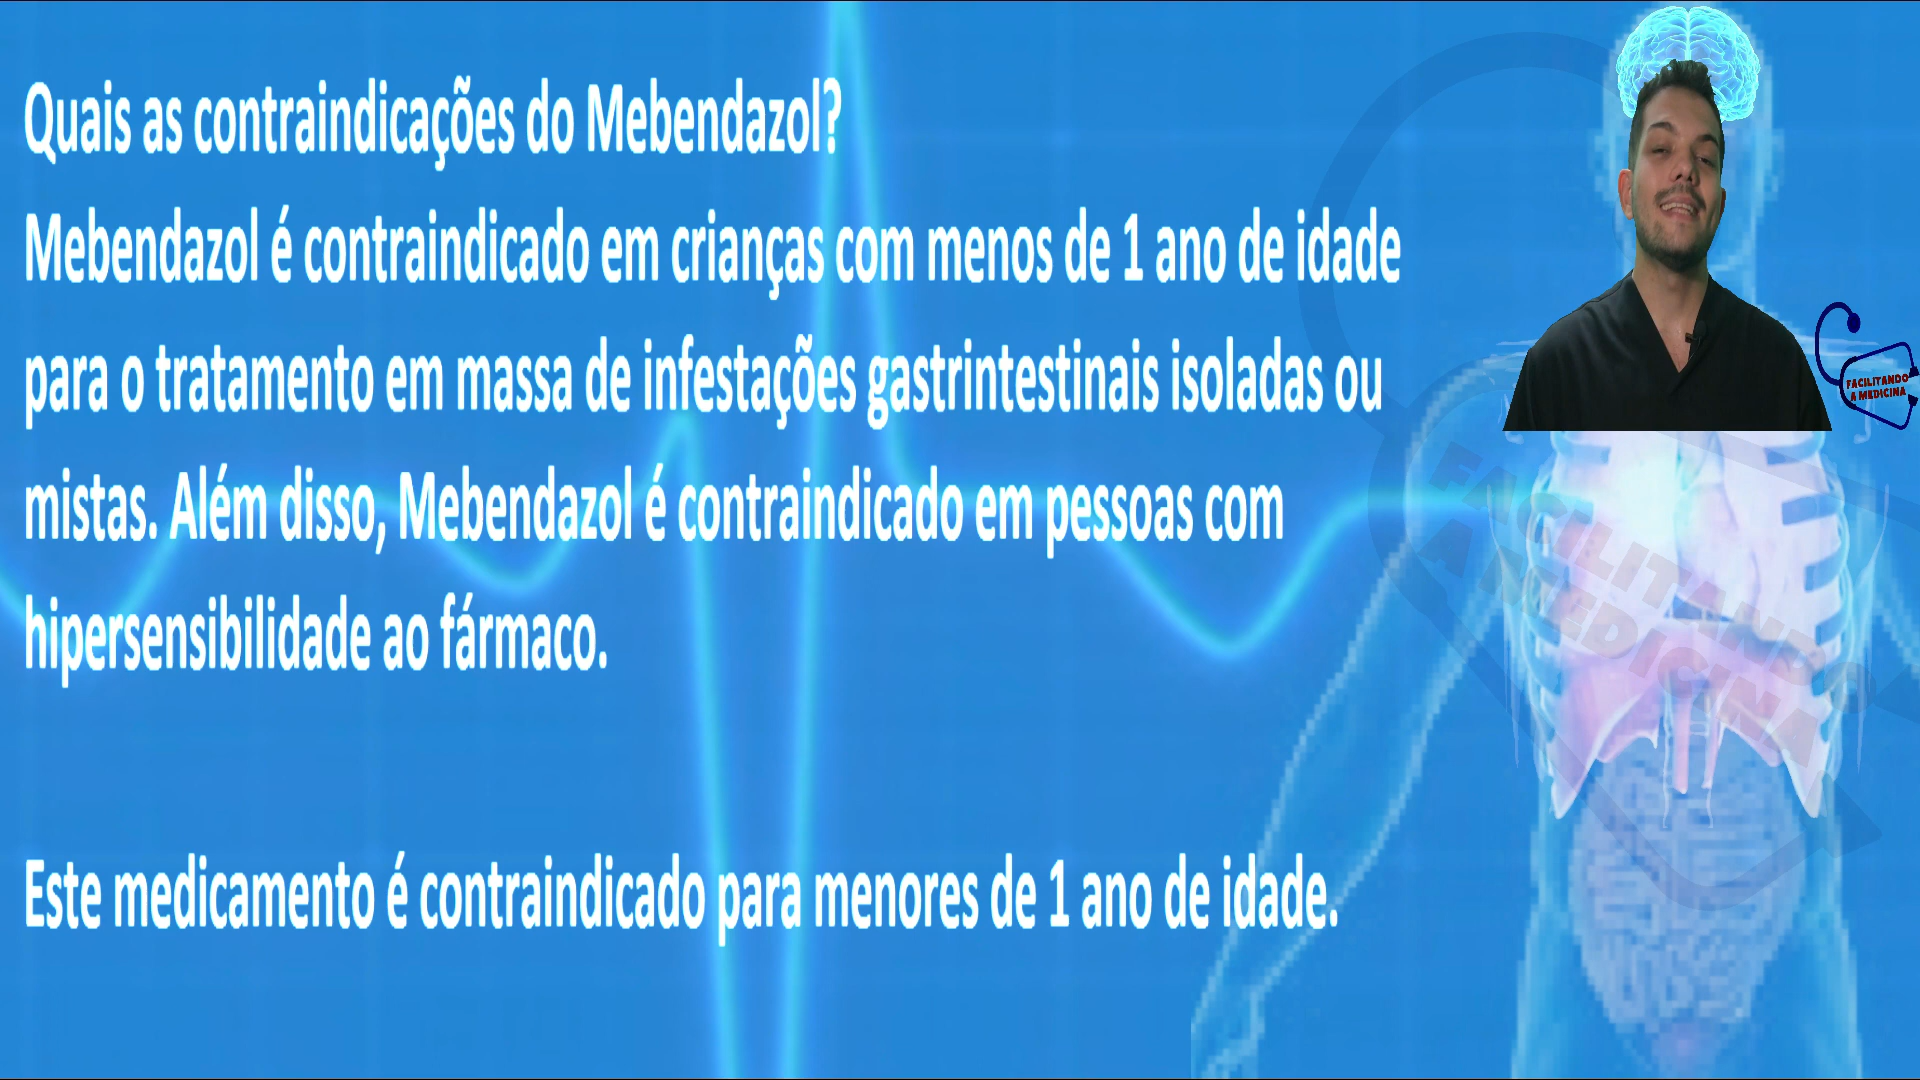 Quais as contraindicações do Mebendazol?
Mebendazol é contraindicado em crianças com menos de 1 ano de idade
para o tratamento em massa de infestações gastrintestinais isoladas ou
mistas. Além disso, Mebendazol é contraindicado em pessoas com
hipersensibilidade ao fármaco.
Este medicamento é contraindicado para menores de 1 ano de idade.
FACILITANDO
A MEDICINA
FACILITANDO
A MEDICINA